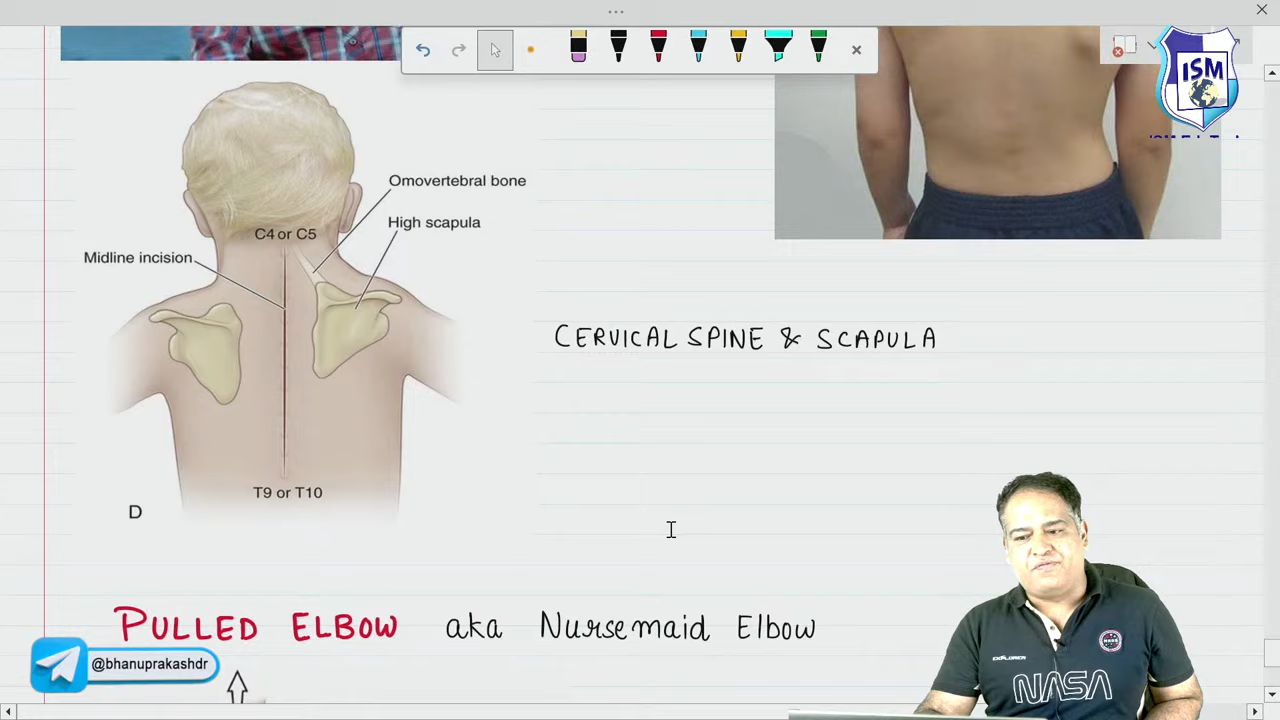 ISM
Omovertebral bone
High scapula
C4 or C5
Midline incision
CERVICAL SPINE & SCAPULA
T9 or T10
D
PULLED ELBOW aka Nursemaid Elbow
@bhanuprakashdr
EXPLORER
NASA